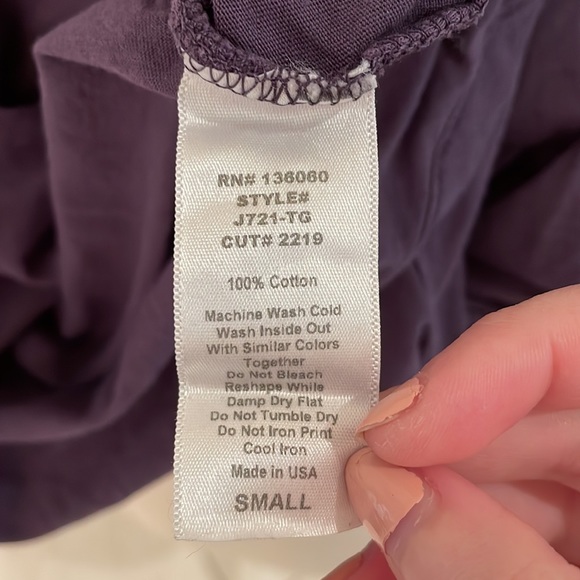 RN# 136060
STYLE#
J721-TG
CUT# 2219
100% Cotton
Machine Wash Cold
Wash Inside Out
With Similar Colors
Together
Do Not Bleach
Reshape While
Damp Dry Flat
Do Not Tumble Dry
Do Not Iron Print
Cool Iron
Made in USA
SMALL